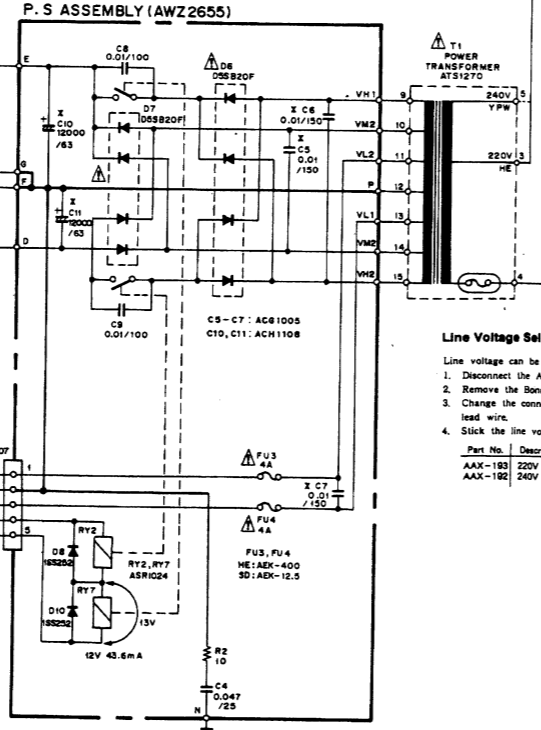 P.S ASSEMBLY (AWZ2655)
E
C8
0.01/100
D6
D5SB20F
T1
POWER
TRANSFORMER
ATS1270
D7
D5SB20F
X
C10
12000
/63
X C6
0.01/150
X
C5
0.01
/150
VH1
9
240V
YPW
5
VM2
10
VL2
11
220V
HE
3
G
F
P
12
X
C11
12000
/63
VL1
13
D
VM2
14
VH2
15
4
C9
0.01/100
C5-C7: ACG1005
C10, C11: ACH1108
Line Voltage Sel
Line voltage can be
1. Disconnect the A
2. Remove the Bon
3. Change the conn
lead wire.
4. Stick the line vo
Part No. Descr
AAX-193 220V
AAX-192 240V
07
1
FU3
4A
X C7
0.01
/150
FU4
4A
5
RY2
D8
1SS252
RY2, RY7
ASR1024
FU3, FU4
HE: AEK-400
SD: AEK-12.5
RY7
D10
1SS252
13V
12V 43.6mA
R2
10
C4
0.047
/25
N